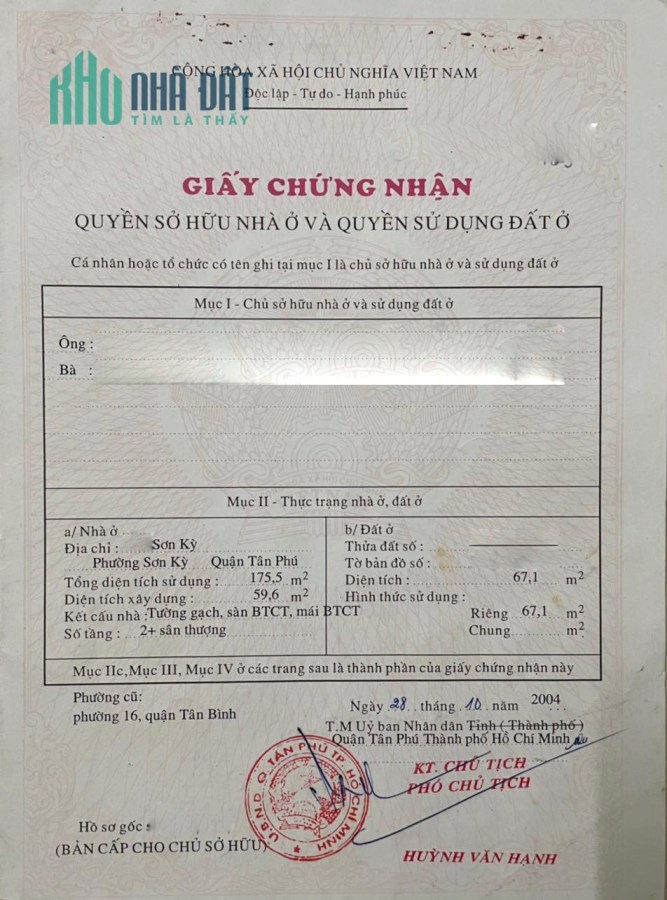 KHO NHÀ ĐẤT
TÌM LÀ THẤY
CỘNG HÒA XÃ HỘI CHỦ NGHĨA VIỆT NAM
Độc lập - Tự do - Hạnh phúc
GIẤY CHỨNG NHẬN
QUYỀN SỞ HỮU NHÀ Ở VÀ QUYỀN SỬ DỤNG ĐẤT Ở
Cá nhân hoặc tổ chức có tên ghi tại mục I là chủ sở hữu nhà ở và sử dụng đất ở
Mục I - Chủ sở hữu nhà ở và sử dụng đất ở
Ông :
Bà :
Mục II - Thực trạng nhà ở, đất ở
a/ Nhà ở
Địa chỉ : Sơn Kỳ
Phường Sơn Kỳ Quận Tân Phú
Tổng diện tích sử dụng : 175,5 m2
Diện tích xây dựng : 59,6 m2
Kết cấu nhà : Tường gạch, sàn BTCT, mái BTCT
Số tầng : 2+ sân thượng
b/ Đất ở
Thửa đất số :
Tờ bản đồ số :
Diện tích : 67,1 m2
Hình thức sử dụng :
Riêng 67,1 m2
Chung m2
Mục IIc, Mục III, Mục IV ở các trang sau là thành phần của giấy chứng nhận này
Phường cũ:
phường 16, quận Tân Bình
Ngày 28 tháng 10 năm 2004
T.M Uỷ ban Nhân dân Tỉnh ( Thành phố )
Quận Tân Phú Thành phố Hồ Chí Minh
KT. CHỦ TỊCH
PHÓ CHỦ TỊCH
U.B.N.D Q. TÂN PHÚ TP. HỒ CHÍ MINH
Hồ sơ gốc :
(BẢN CẤP CHO CHỦ SỞ HỮU)
HUỲNH VĂN HẠNH